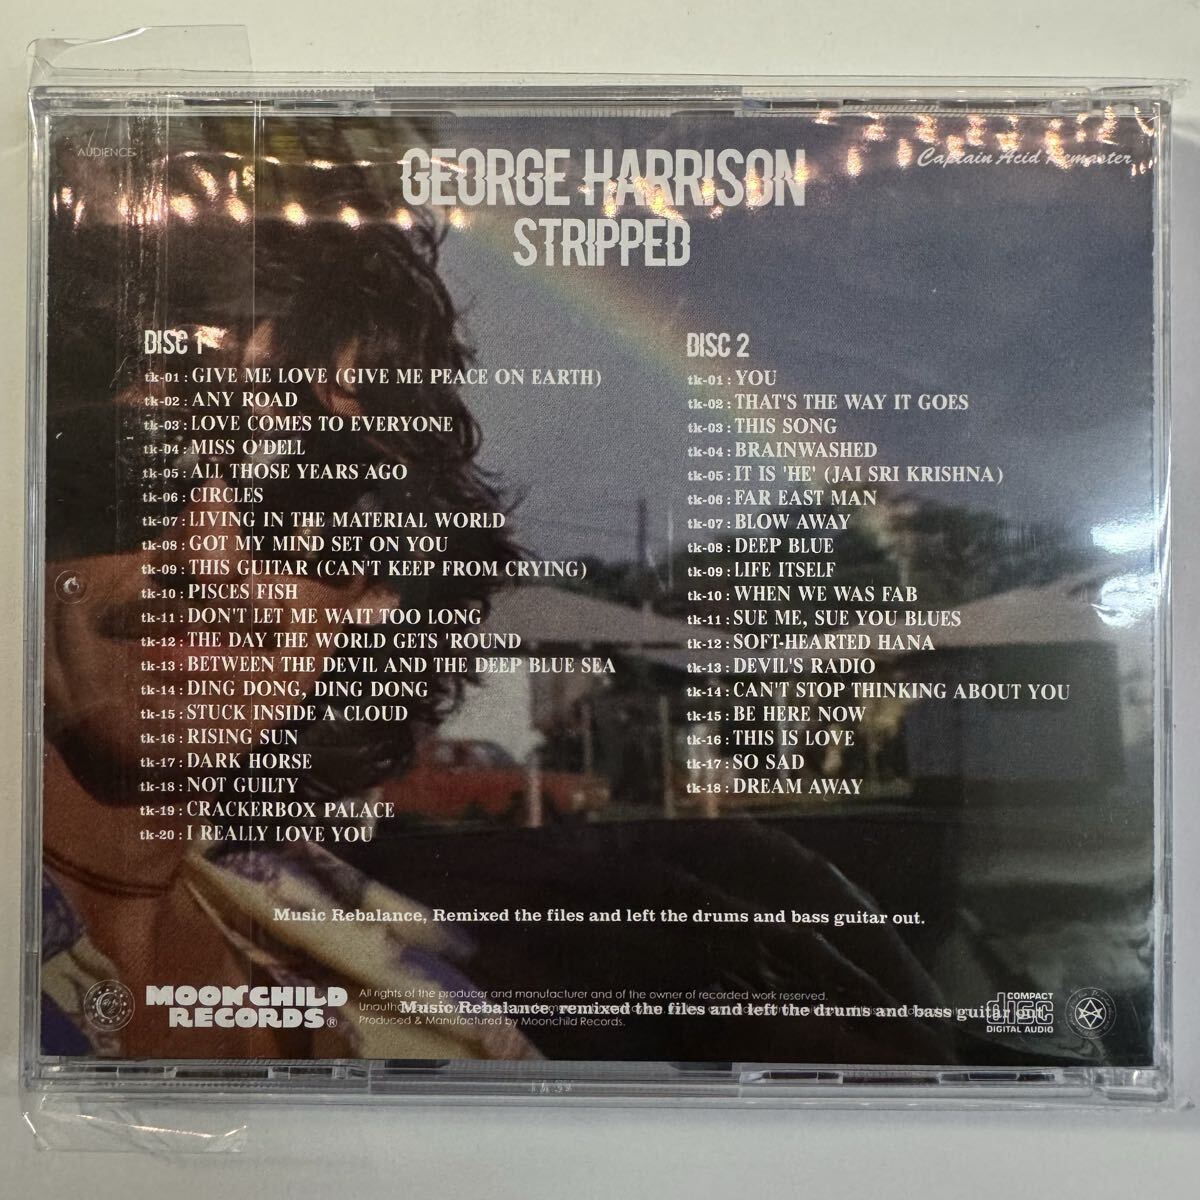 AUDIENCE
Captain Acid Remaster
GEORGE HARRISON
STRIPPED
DISC 1
tk-01 : GIVE ME LOVE (GIVE ME PEACE ON EARTH)
tk-02 : ANY ROAD
tk-03 : LOVE COMES TO EVERYONE
tk-04 : MISS O'DELL
tk-05 : ALL THOSE YEARS AGO
tk-06 : CIRCLES
tk-07 : LIVING IN THE MATERIAL WORLD
tk-08 : GOT MY MIND SET ON YOU
tk-09 : THIS GUITAR (CAN'T KEEP FROM CRYING)
tk-10 : PISCES FISH
tk-11 : DON'T LET ME WAIT TOO LONG
tk-12 : THE DAY THE WORLD GETS 'ROUND
tk-13 : BETWEEN THE DEVIL AND THE DEEP BLUE SEA
tk-14 : DING DONG, DING DONG
tk-15 : STUCK INSIDE A CLOUD
tk-16 : RISING SUN
tk-17 : DARK HORSE
tk-18 : NOT GUILTY
tk-19 : CRACKERBOX PALACE
tk-20 : I REALLY LOVE YOU
DISC 2
tk-01 : YOU
tk-02 : THAT'S THE WAY IT GOES
tk-03 : THIS SONG
tk-04 : BRAINWASHED
tk-05 : IT IS 'HE' (JAI SRI KRISHNA)
tk-06 : FAR EAST MAN
tk-07 : BLOW AWAY
tk-08 : DEEP BLUE
tk-09 : LIFE ITSELF
tk-10 : WHEN WE WAS FAB
tk-11 : SUE ME, SUE YOU BLUES
tk-12 : SOFT-HEARTED HANA
tk-13 : DEVIL'S RADIO
tk-14 : CAN'T STOP THINKING ABOUT YOU
tk-15 : BE HERE NOW
tk-16 : THIS IS LOVE
tk-17 : SO SAD
tk-18 : DREAM AWAY
Music Rebalance, Remixed the files and left the drums and bass guitar out.
MOONCHILD
RECORDS®
All rights of the producer and manufacturer and of the owner of recorded work reserved.
Music Rebalance, remixed the files and left the drums and bass guitar out
Produced & Manufactured by Moonchild Records.
COMPACT
disc
DIGITAL AUDIO